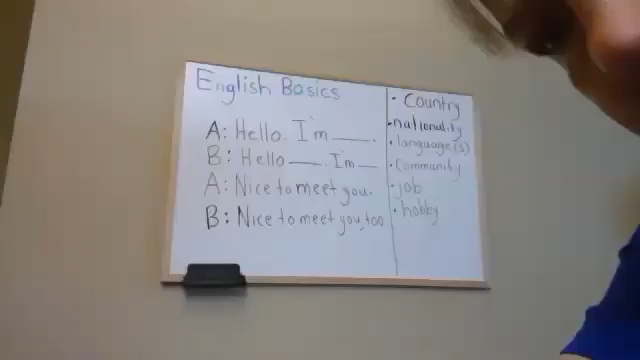 English Basics
A: Hello. I'm ____.
B: Hello ____. I'm ___
A: Nice to meet you.
B: Nice to meet you, too
• Country
• nationality
• language(s)
• Community
• job
• hobby